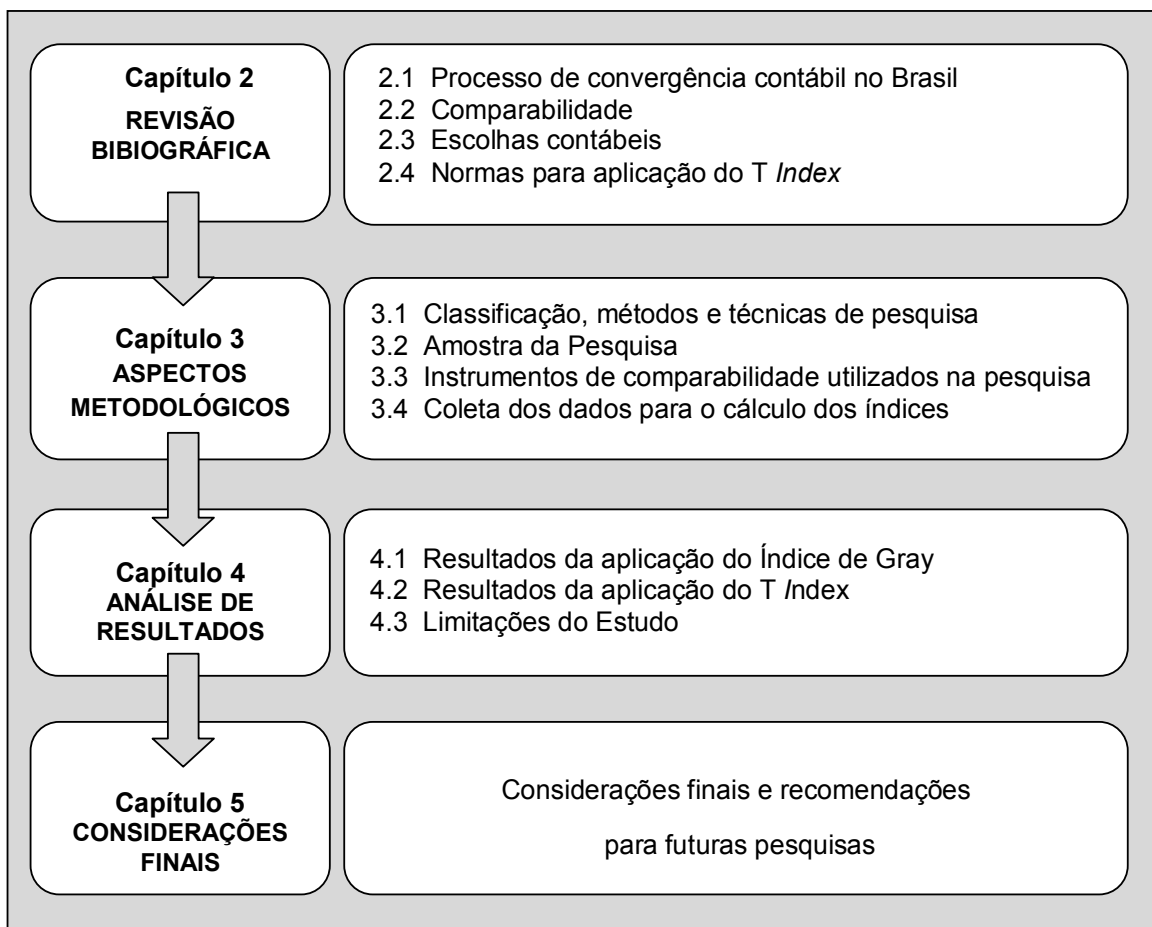 Capítulo 2
REVISÃO
BIBIOGRÁFICA
2.1 Processo de convergência contábil no Brasil
2.2 Comparabilidade
2.3 Escolhas contábeis
2.4 Normas para aplicação do T Index
Capítulo 3
ASPECTOS
METODOLÓGICOS
3.1 Classificação, métodos e técnicas de pesquisa
3.2 Amostra da Pesquisa
3.3 Instrumentos de comparabilidade utilizados na pesquisa
3.4 Coleta dos dados para o cálculo dos índices
Capítulo 4
ANÁLISE DE
RESULTADOS
4.1 Resultados da aplicação do Índice de Gray
4.2 Resultados da aplicação do T Index
4.3 Limitações do Estudo
Capítulo 5
CONSIDERAÇÕES
FINAIS
Considerações finais e recomendações
para futuras pesquisas